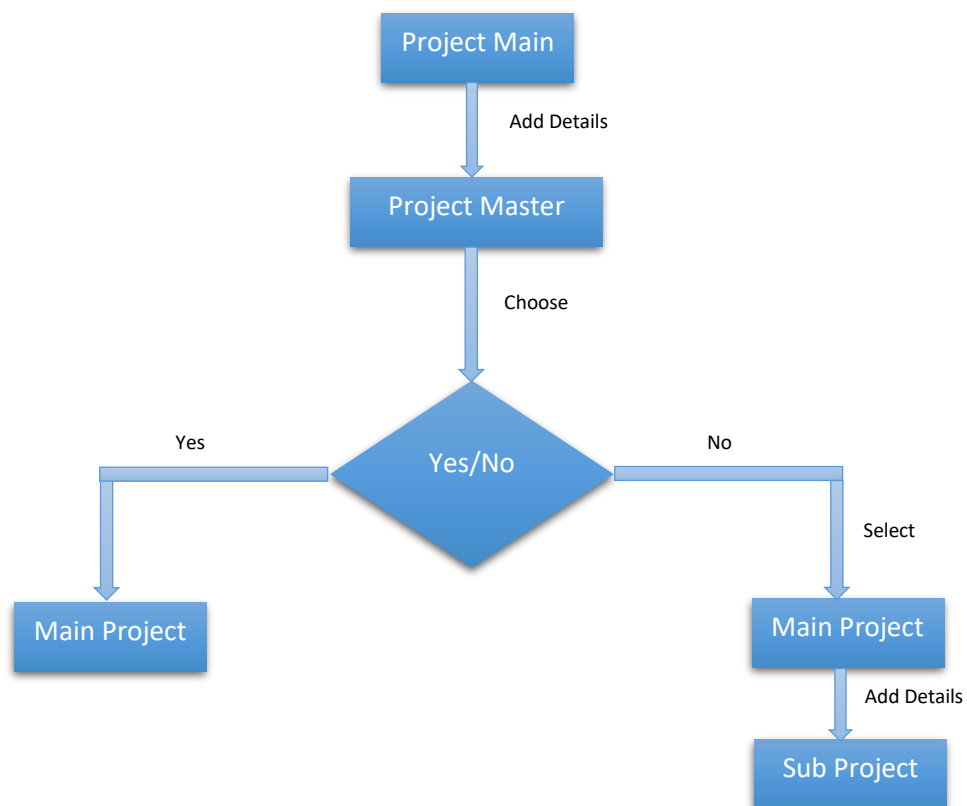 Project Main
Add Details
Project Master
Choose
Yes
Yes/No
No
Select
Main Project
Main Project
Add Details
Sub Project